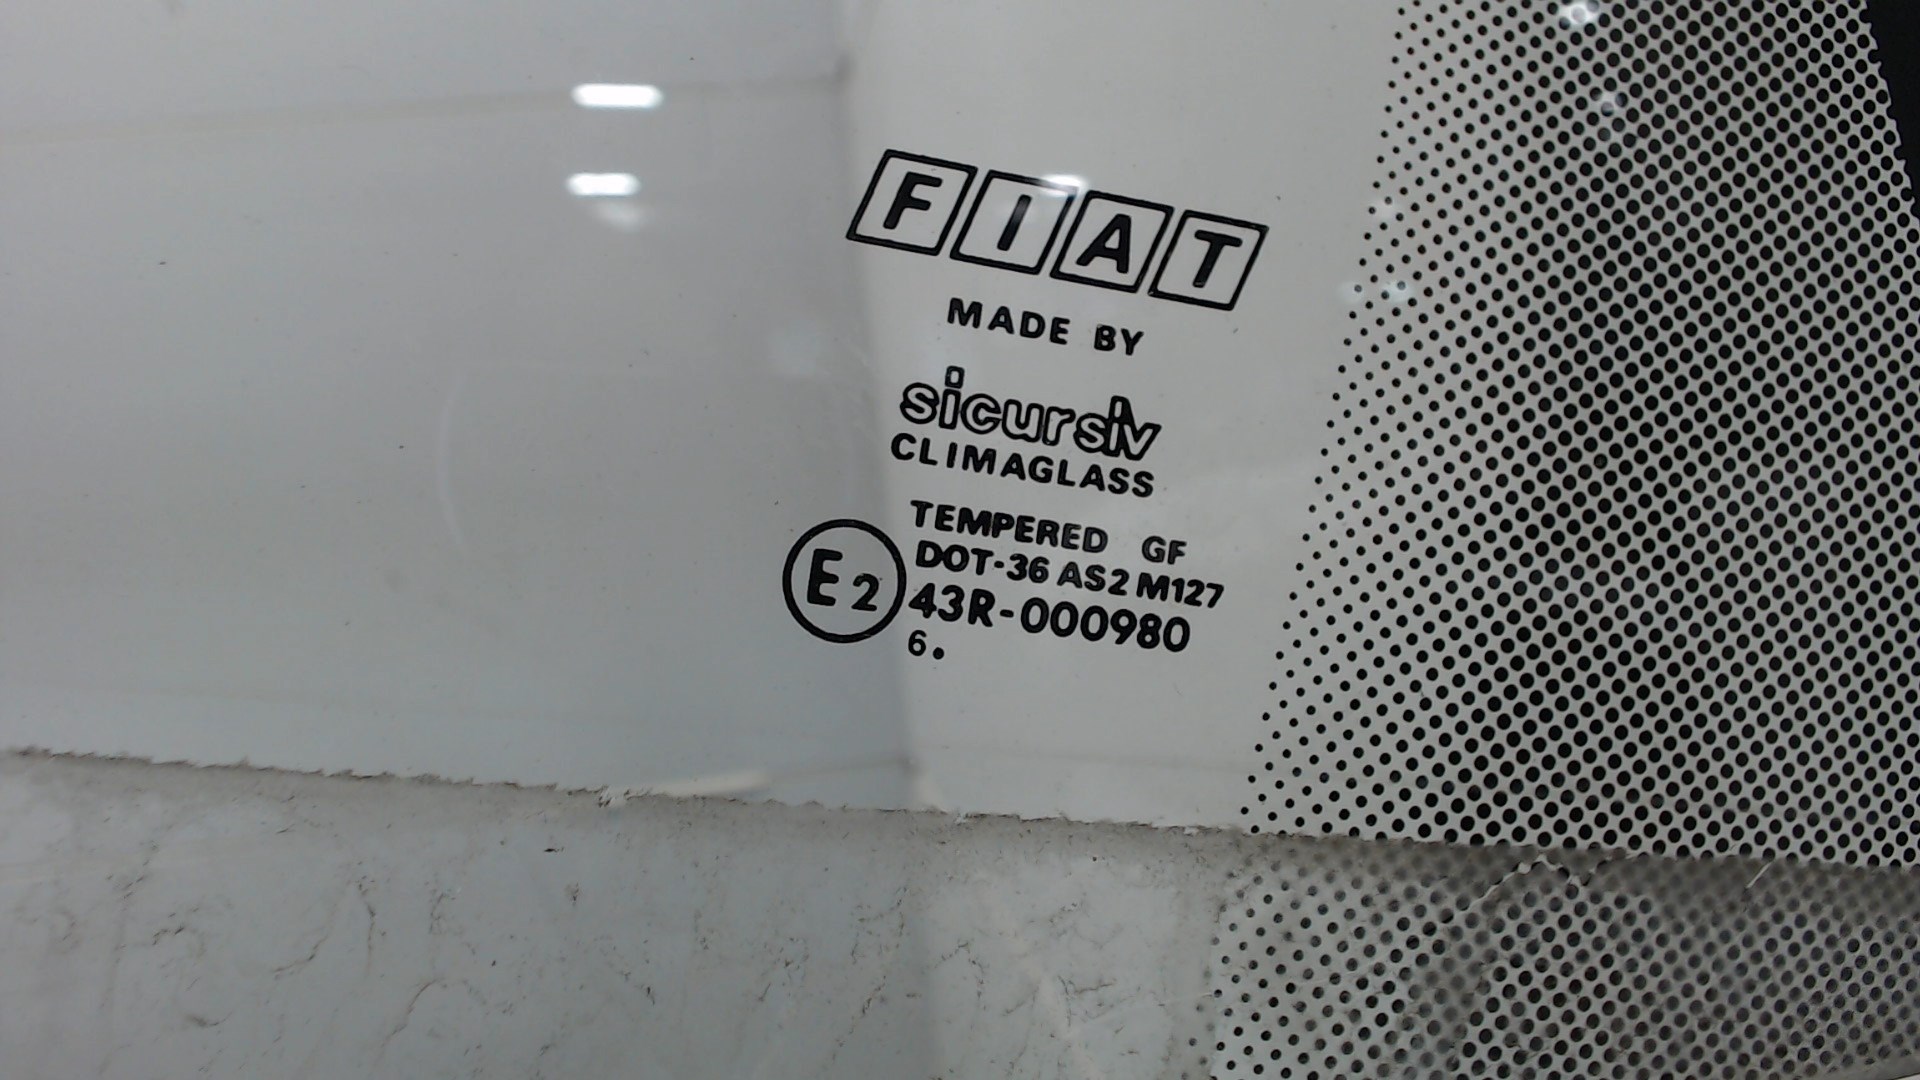 FIAT
MADE BY
sicursiv
CLIMAGLASS
TEMPERED GF
DOT-36 AS2 M127
E2 43R-000980
6.